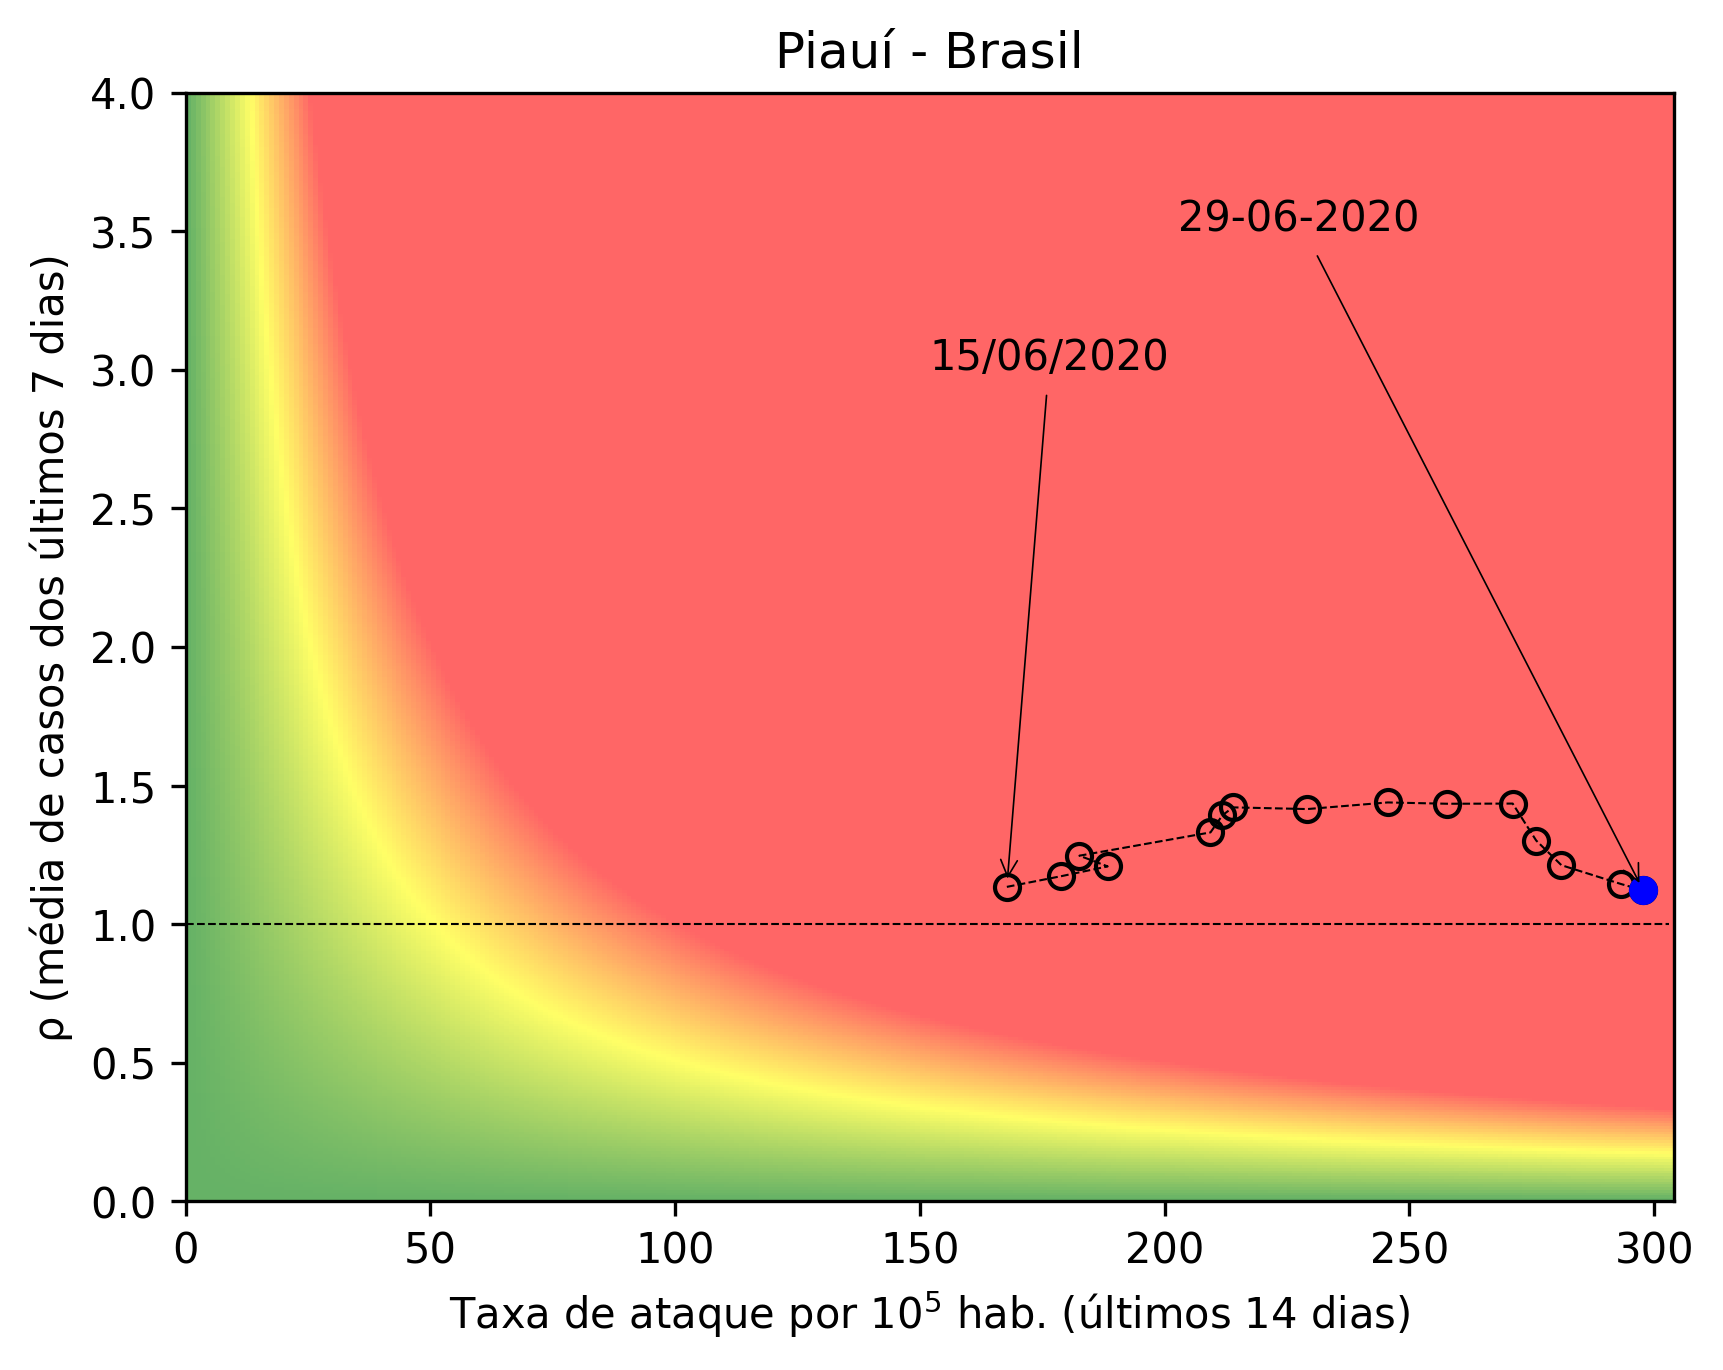 Piauí - Brasil
4.0
3.5
3.0
2.5
2.0
1.5
1.0
0.5
0.0
ρ (média de casos dos últimos 7 dias)
29-06-2020
15/06/2020
0 50 100 150 200 250 300
Taxa de ataque por 10⁵ hab. (últimos 14 dias)